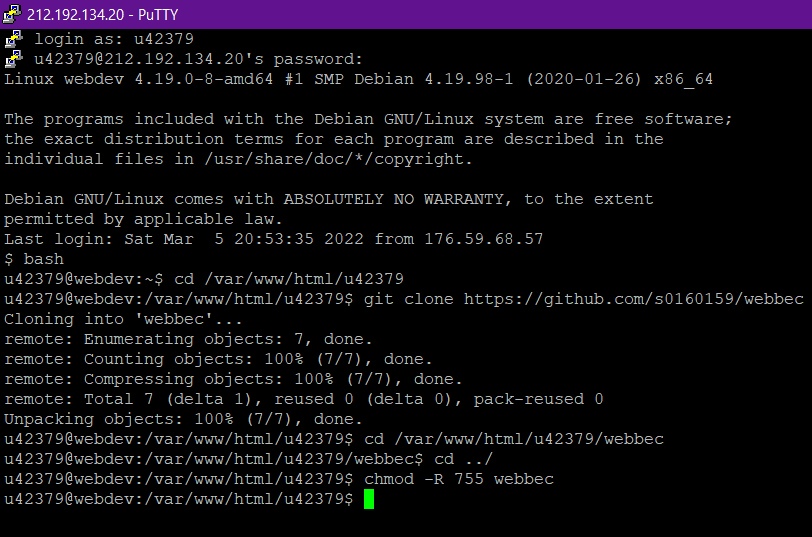 212.192.134.20 - PuTTY
login as: u42379
u42379@212.192.134.20's password:
Linux webdev 4.19.0-8-amd64 #1 SMP Debian 4.19.98-1 (2020-01-26) x86_64
The programs included with the Debian GNU/Linux system are free software;
the exact distribution terms for each program are described in the
individual files in /usr/share/doc/*/copyright.
Debian GNU/Linux comes with ABSOLUTELY NO WARRANTY, to the extent
permitted by applicable law.
Last login: Sat Mar  5 20:53:35 2022 from 176.59.68.57
$ bash
u42379@webdev:~$ cd /var/www/html/u42379
u42379@webdev:/var/www/html/u42379$ git clone https://github.com/s0160159/webbec
Cloning into 'webbec'...
remote: Enumerating objects: 7, done.
remote: Counting objects: 100% (7/7), done.
remote: Compressing objects: 100% (7/7), done.
remote: Total 7 (delta 1), reused 0 (delta 0), pack-reused 0
Unpacking objects: 100% (7/7), done.
u42379@webdev:/var/www/html/u42379$ cd /var/www/html/u42379/webbec
u42379@webdev:/var/www/html/u42379/webbec$ cd ../
u42379@webdev:/var/www/html/u42379$ chmod -R 755 webbec
u42379@webdev:/var/www/html/u42379$